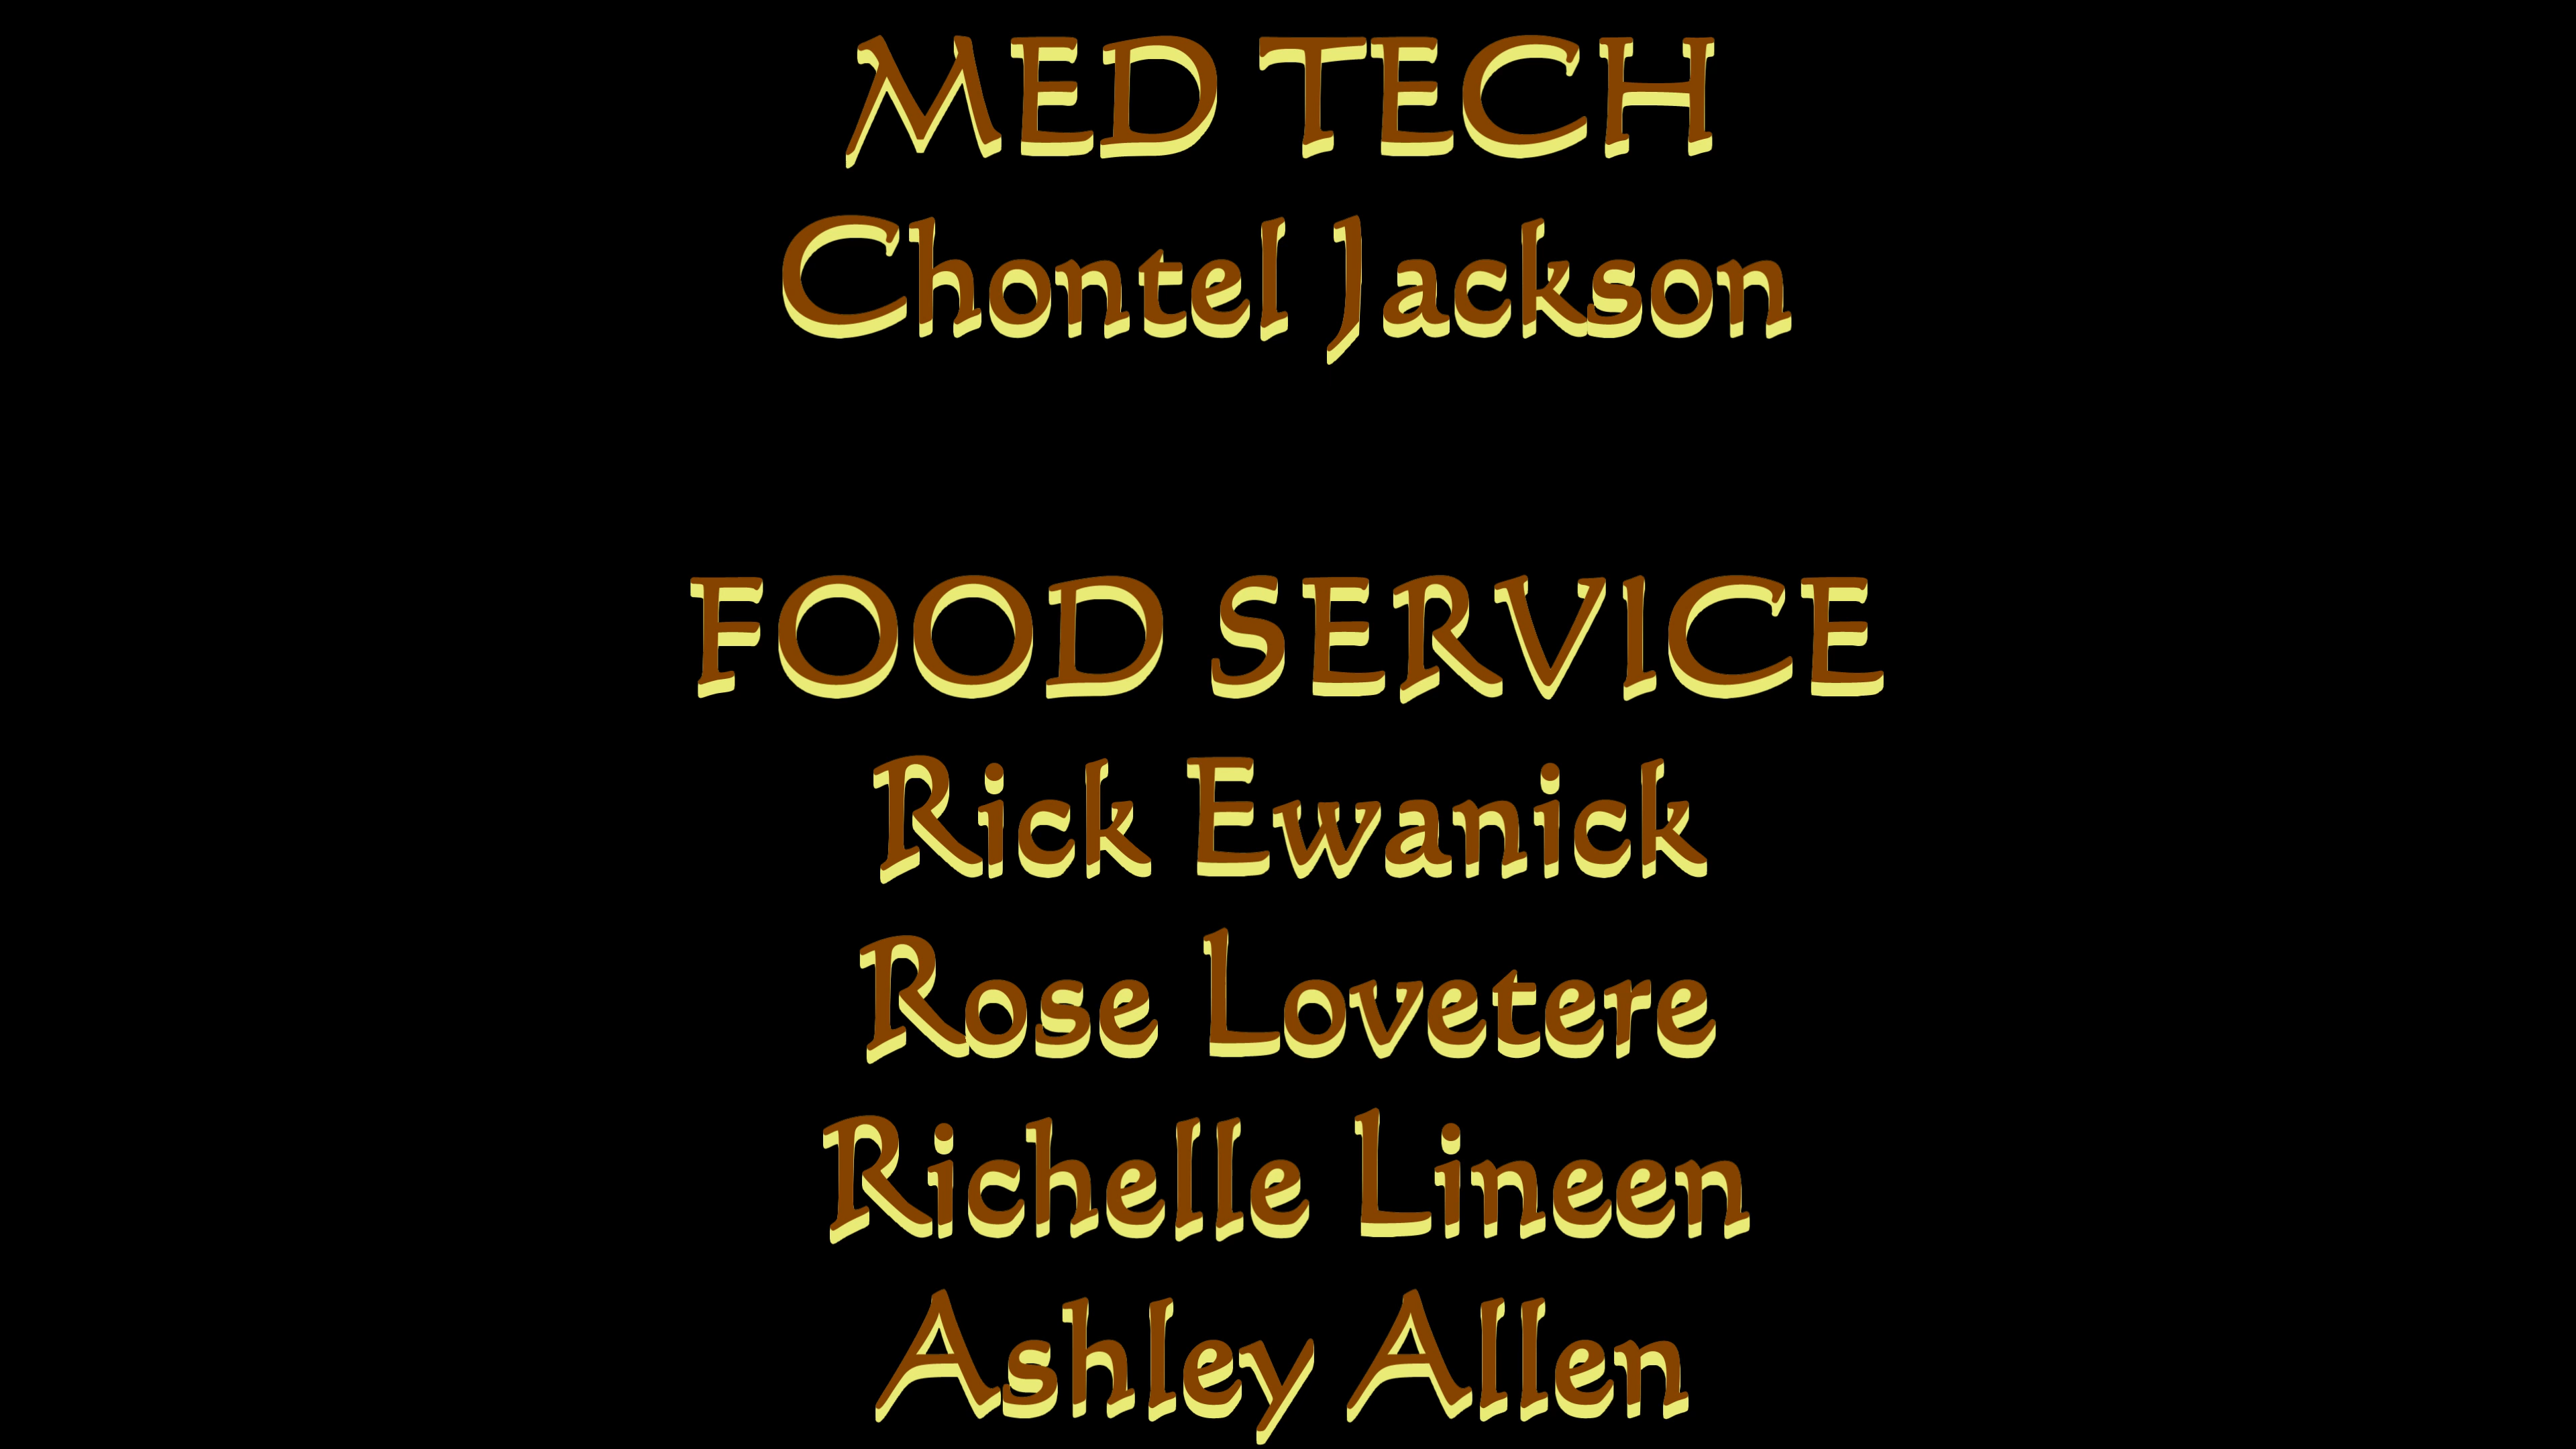 MED TECH
Chontel Jackson
FOOD SERVICE
Rick Ewanick
Rose Lovetere
Richelle Lineen
Ashley Allen